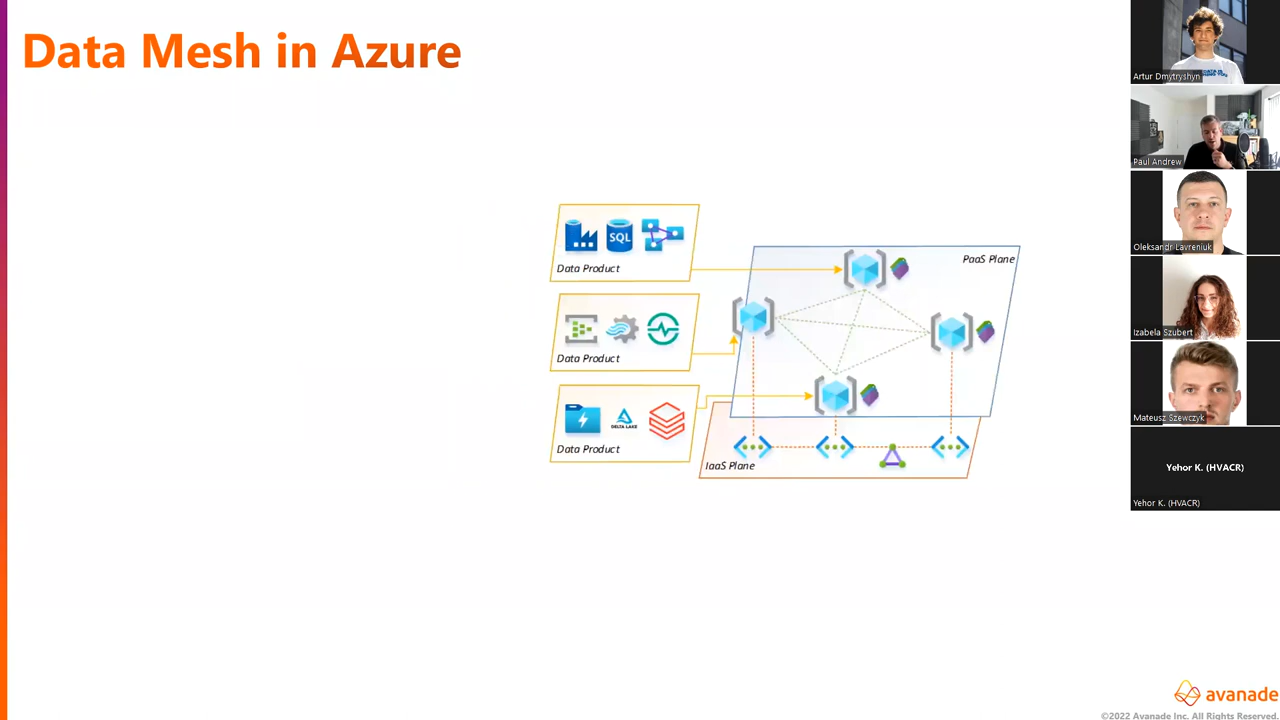 Data Mesh in Azure
SQL
Data Product
Data Product
DELTA LAKE
Data Product
PaaS Plane
IaaS Plane
Artur Dmytryshyn
Paul Andrew
Oleksandr Lavreniuk
Izabela Szubert
Mateusz Szewczyk
Yehor K. (HVACR)
Yehor K. (HVACR)
avanade
©2022 Avanade Inc. All Rights Reserved.